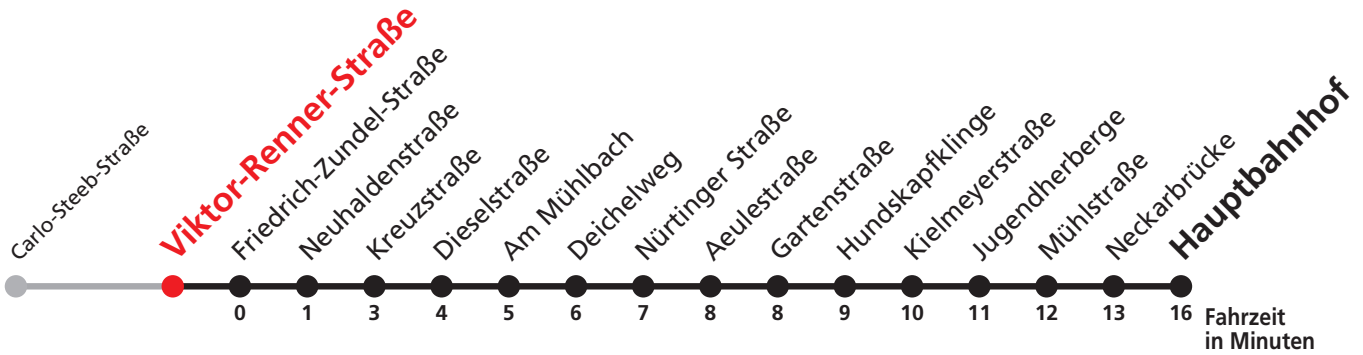 Carlo-Steeb-Straße
Viktor-Renner-Straße
Friedrich-Zundel-Straße
Neuhaldenstraße
Kreuzstraße
Dieselstraße
Am Mühlbach
Deichelweg
Nürtinger Straße
Aeulestraße
Gartenstraße
Hundskapfklinge
Kielmeyerstraße
Jugendherberge
Mühlstraße
Neckarbrücke
Hauptbahnhof
0 1 3 4 5 6 7 8 8 9 10 11 12 13 16
Fahrzeit
in Minuten